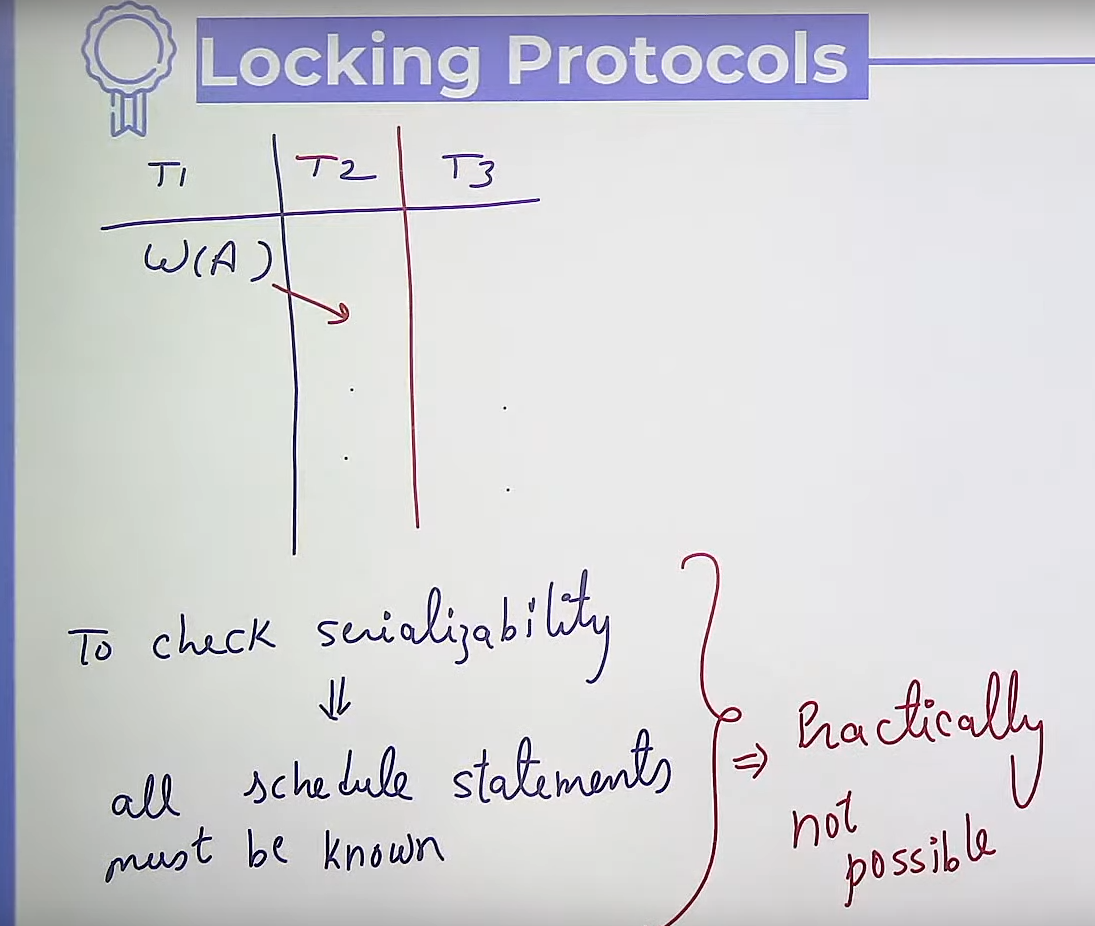 Locking Protocols
T1 T2 T3
W(A)
To check serializability
⇓
all schedule statements
must be known
⇒ Practically
not
possible